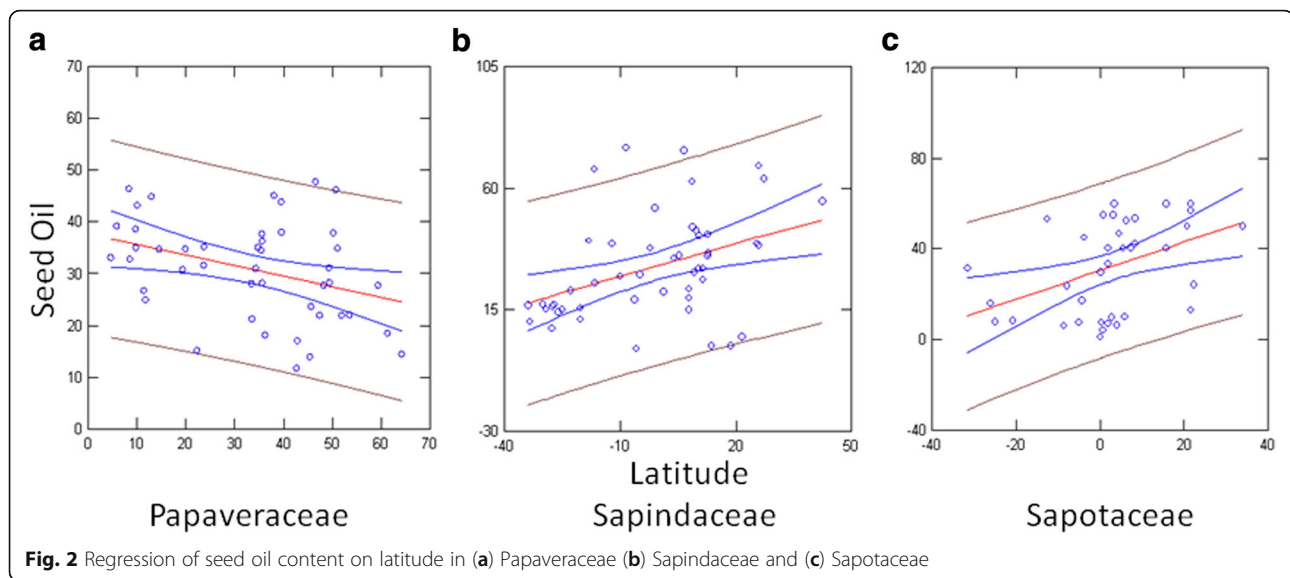 a
b
c
70
60
50
40
30
20
10
0
0 10 20 30 40 50 60 70
105
60
15
-30
-40 -10 20 50
120
80
40
0
-40
-40 -20 0 20 40
Seed Oil
Latitude
Papaveraceae
Sapindaceae
Sapotaceae
Fig. 2 Regression of seed oil content on latitude in (a) Papaveraceae (b) Sapindaceae and (c) Sapotaceae